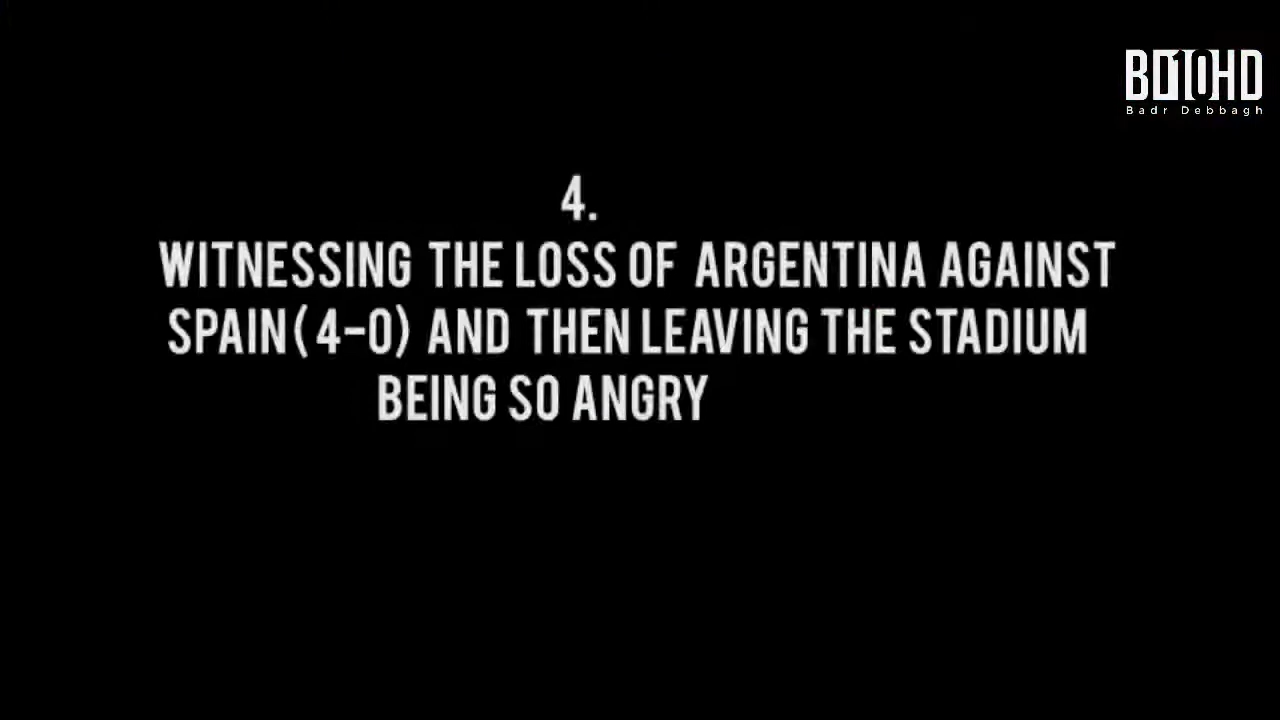 BD10HD
Badr Debbagh
4.
WITNESSING THE LOSS OF ARGENTINA AGAINST
SPAIN(4-0) AND THEN LEAVING THE STADIUM
BEING SO ANGRY